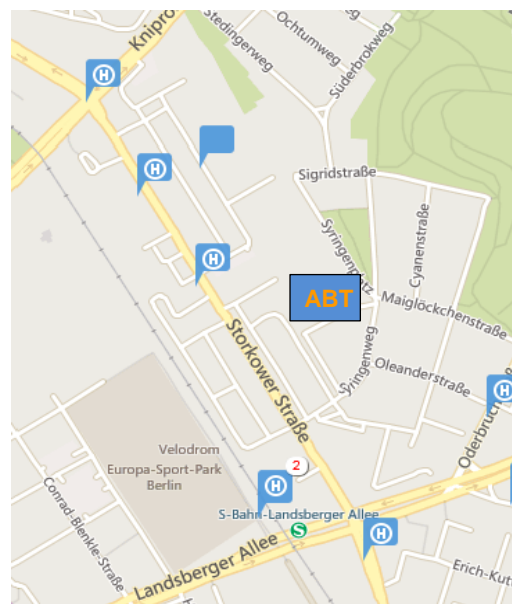 Knipro
Stedingerweg
Ochtumweg
Süderbrokweg
H
H
Sigridstraße
Syringenplatz
Cyanenstraße
H
ABT
Maiglöckchenstraße
Storkower Straße
Syringenweg
Oleanderstraße
H
Oderbruch
Velodrom
Europa-Sport-Park
Berlin
2
H
Conrad-Blenkle-Straße
S-Bahn-Landsberger Allee
S
H
Landsberger Allee
Erich-Kut